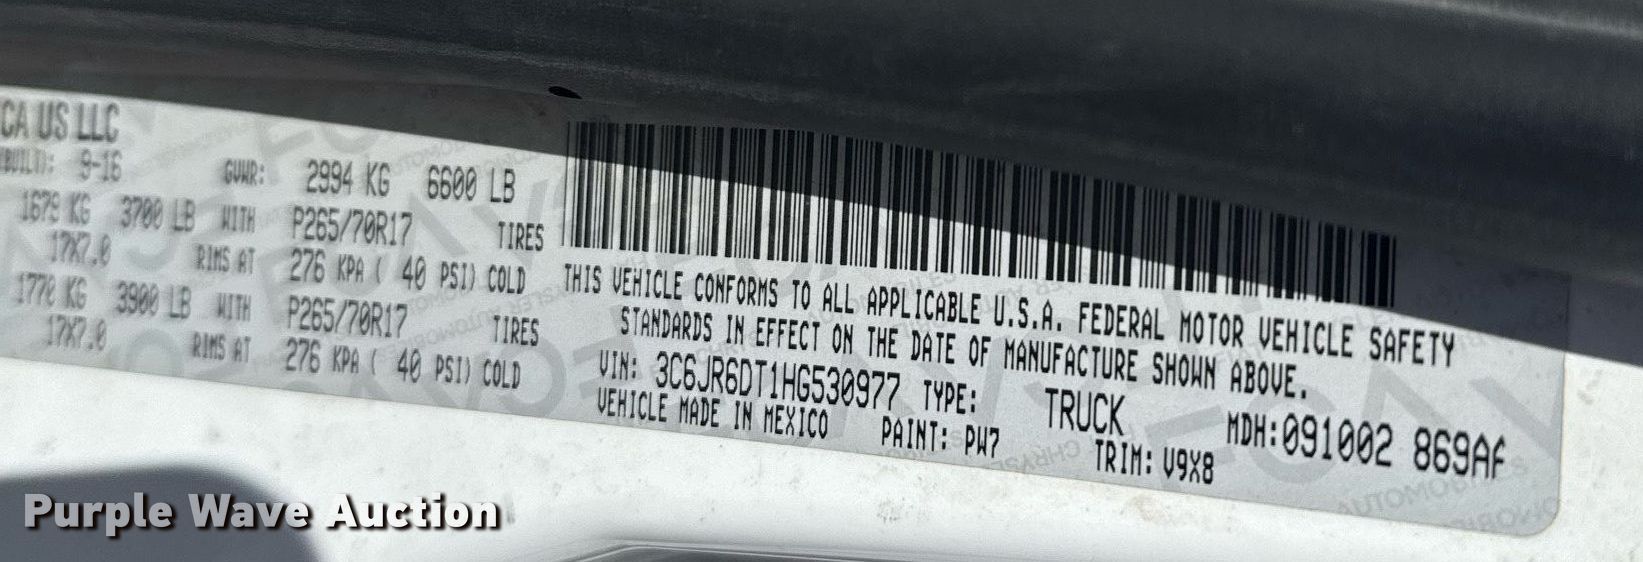 CA US LLC
BUILT): 9-16 GVWR: 2994 KG 6600 LB
1679 KG 3700 LB WITH P265/70R17 TIRES
17X7.0 RIMS AT 276 KPA ( 40 PSI) COLD
1770 KG 3900 LB WITH P265/70R17 TIRES
17X7.0 RIMS AT 276 KPA ( 40 PSI) COLD
THIS VEHICLE CONFORMS TO ALL APPLICABLE U.S.A. FEDERAL MOTOR VEHICLE SAFETY
STANDARDS IN EFFECT ON THE DATE OF MANUFACTURE SHOWN ABOVE.
VIN: 3C6JR6DT1HG530977 TYPE: TRUCK MDH:091002 869AF
VEHICLE MADE IN MEXICO PAINT: PW7 TRIM: V9X8
Purple Wave Auction